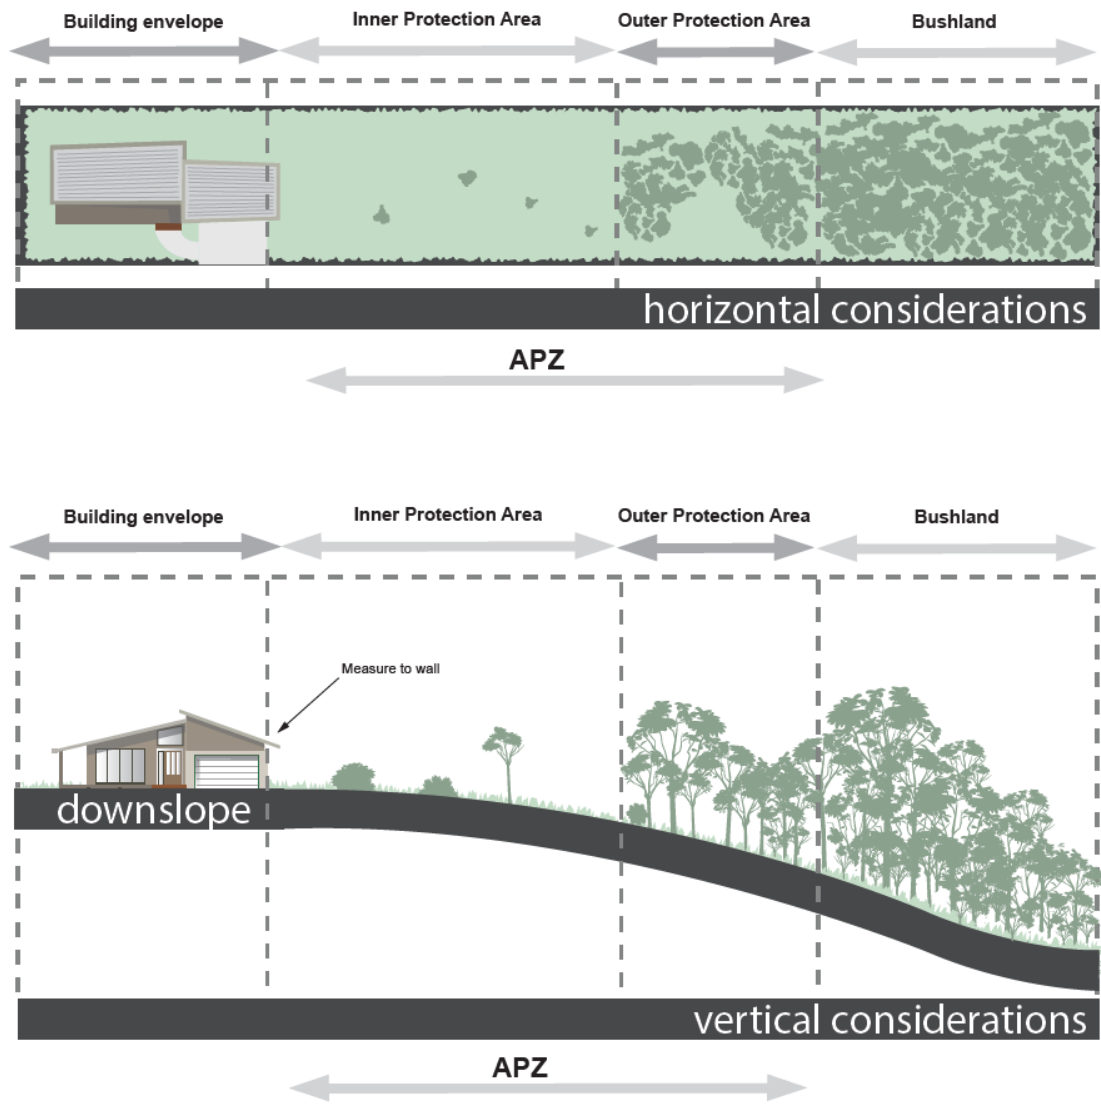 Building envelope
Inner Protection Area
Outer Protection Area
Bushland
horizontal considerations
APZ
Building envelope
Inner Protection Area
Outer Protection Area
Bushland
Measure to wall
downslope
vertical considerations
APZ